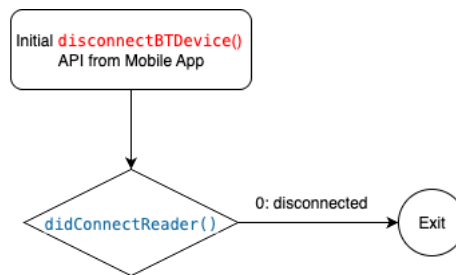 Initial disconnectBTDevice()
API from Mobile App
didConnectReader()
0: disconnected
Exit